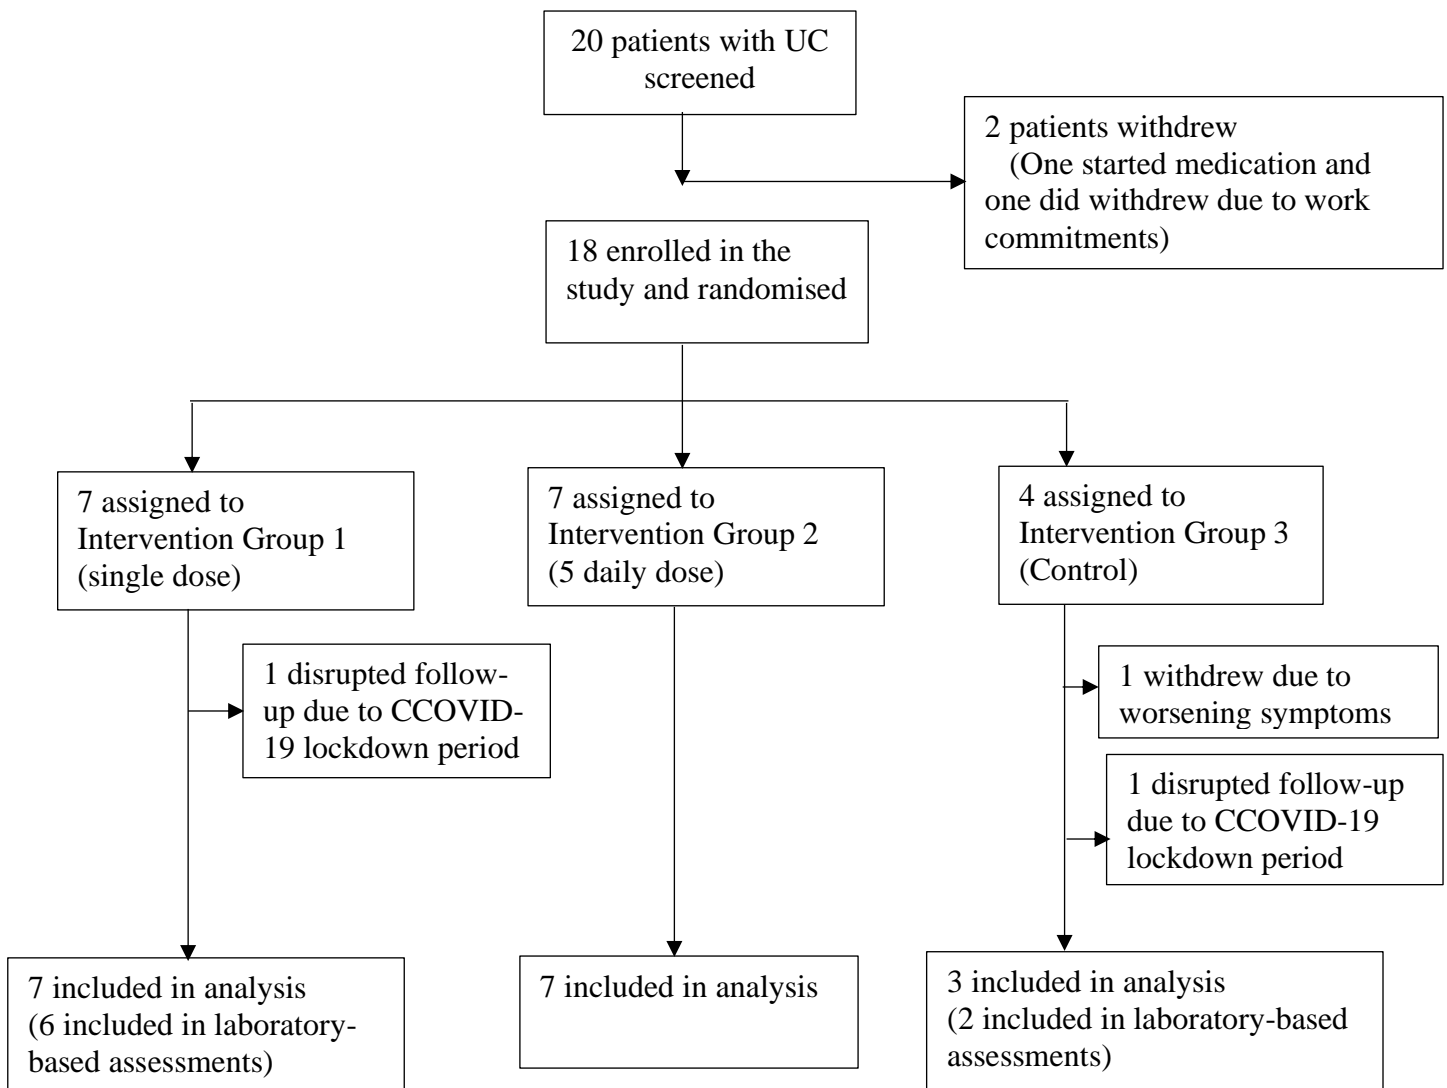 20 patients with UC
screened
2 patients withdrew
(One started medication and
one did withdrew due to work
commitments)
18 enrolled in the
study and randomised
7 assigned to
Intervention Group 1
(single dose)
7 assigned to
Intervention Group 2
(5 daily dose)
4 assigned to
Intervention Group 3
(Control)
1 disrupted follow-
up due to CCOVID-
19 lockdown period
1 withdrew due to
worsening symptoms
1 disrupted follow-up
due to CCOVID-19
lockdown period
7 included in analysis
(6 included in laboratory-
based assessments)
7 included in analysis
3 included in analysis
(2 included in laboratory-based
assessments)